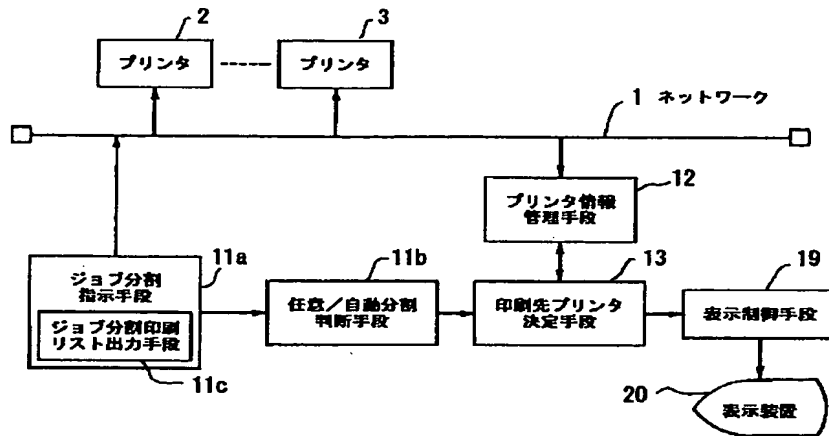 2
3
プリンタ
プリンタ
1 ネットワーク
12
プリンタ情報
管理手段
11a
ジョブ分割
指示手段
ジョブ分割印刷
リスト出力手段
11c
11b
任意/自動分割
判断手段
13
印刷先プリンタ
決定手段
19
表示制御手段
20
表示装置